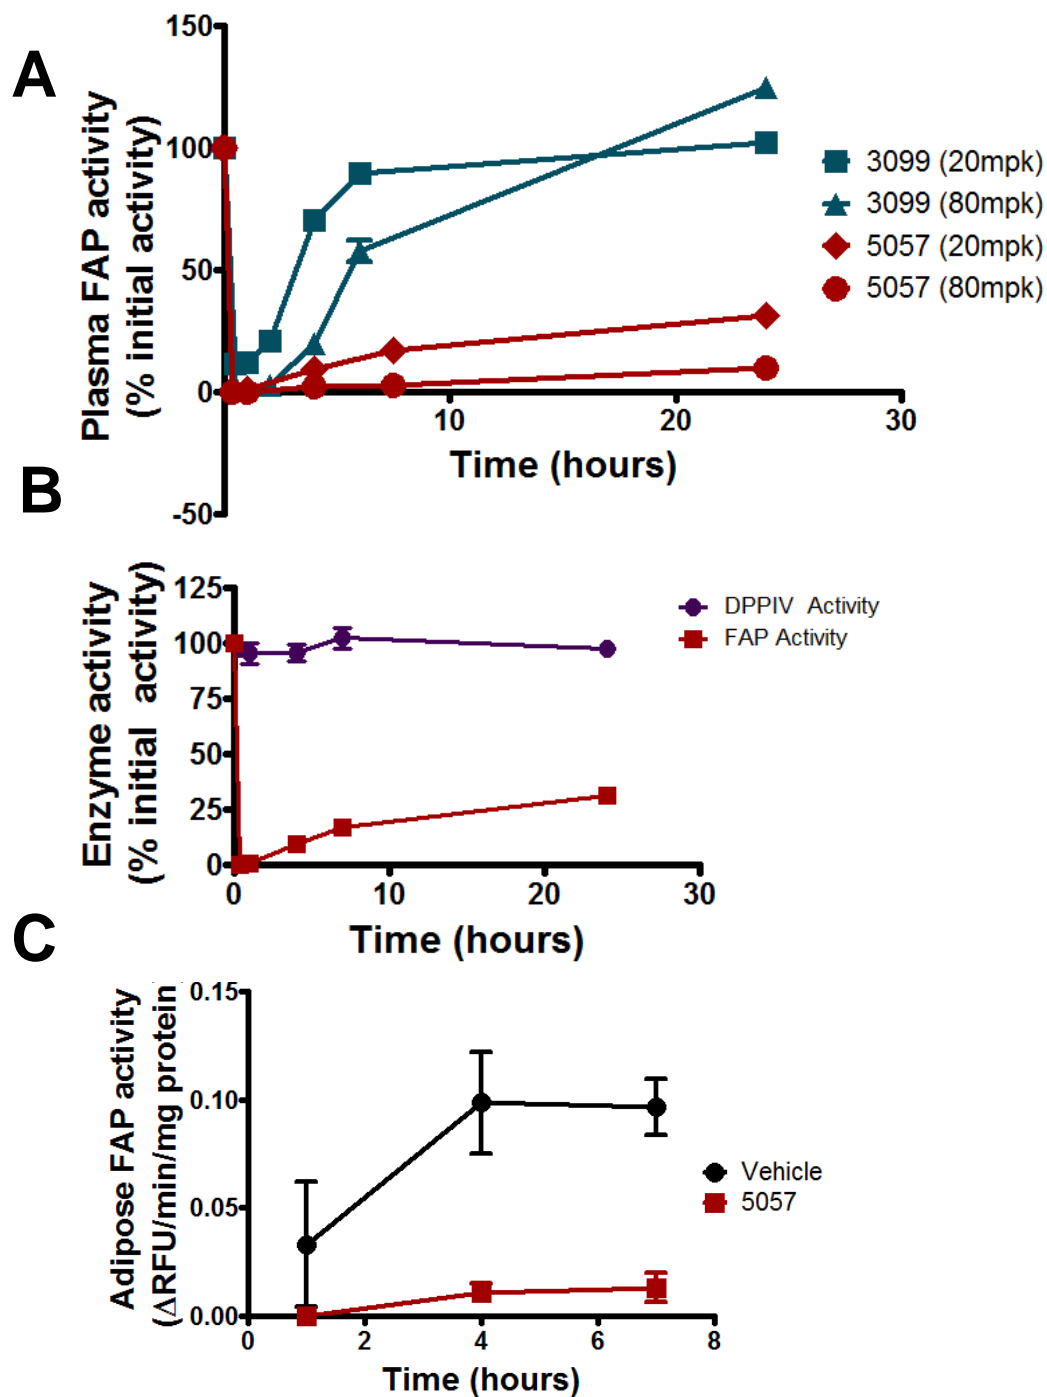 A
Plasma FAP activity
(% initial activity)
150
100
50
0
-50
10
20
30
Time (hours)
3099 (20mpk)
3099 (80mpk)
5057 (20mpk)
5057 (80mpk)
B
Enzyme activity
(% initial activity)
125
100
75
50
25
0
0
10
20
30
Time (hours)
DPPIV Activity
FAP Activity
C
Adipose FAP activity
(ΔRFU/min/mg protein
0.15
0.10
0.05
0.00
0
2
4
6
8
Time (hours)
Vehicle
5057